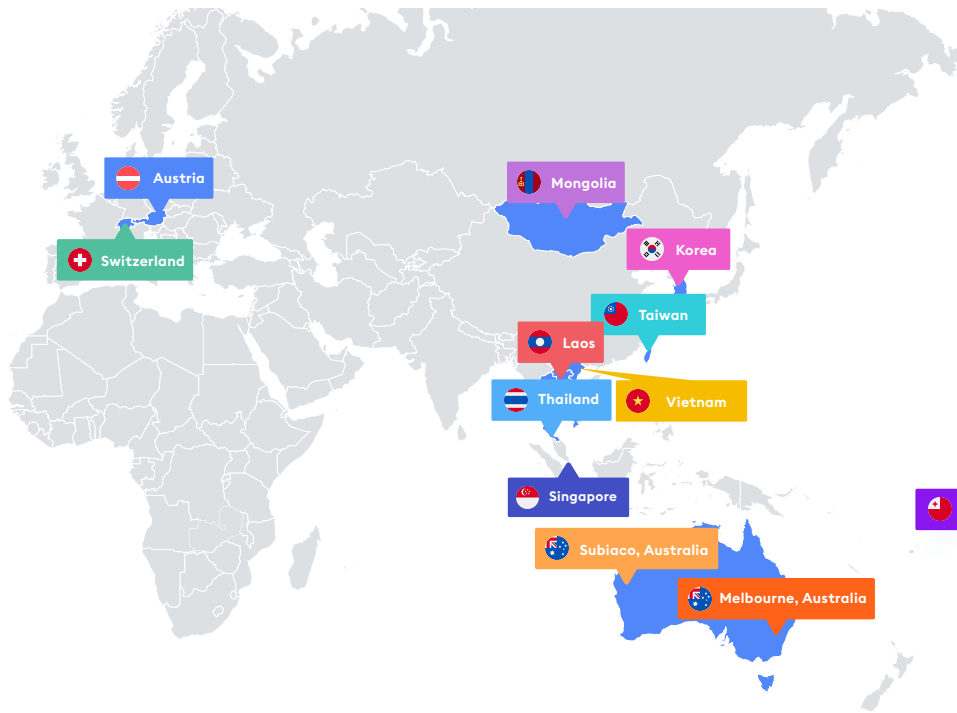 Austria
Mongolia
Switzerland
Korea
Taiwan
Laos
Thailand
Vietnam
Singapore
Subiaco, Australia
Melbourne, Australia